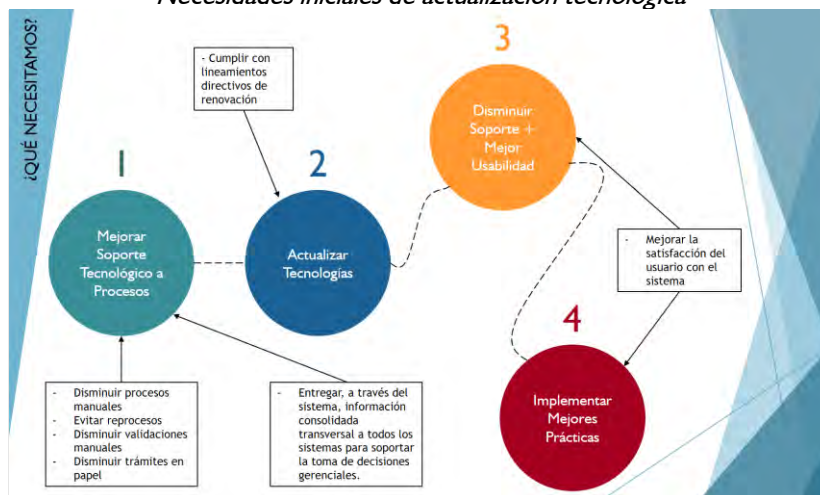 Necesidades iniciales de actualización tecnológica
¿QUÉ NECESITAMOS?
1
Mejorar
Soporte
Tecnológico a
Procesos
- Disminuir procesos
manuales
- Evitar reprocesos
- Disminuir validaciones
manuales
- Disminuir trámites en
papel
- Entregar, a través del
sistema, información
consolidada
transversal a todos los
sistemas para soportar
la toma de decisiones
gerenciales.
- Cumplir con
lineamientos
directivos de
renovación
2
Actualizar
Tecnologías
3
Disminuir
Soporte +
Mejor
Usabilidad
- Mejorar la
satisfacción del
usuario con el
sistema
4
Implementar
Mejores
Prácticas